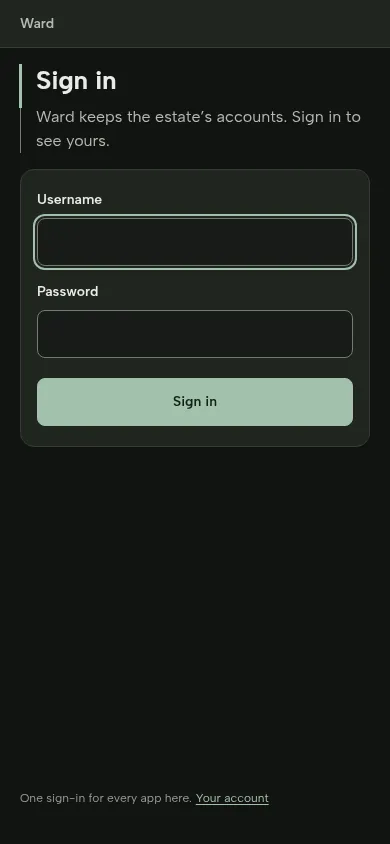 Ward
Sign in
Ward keeps the estate’s accounts. Sign in to
see yours.
Username
Password
Sign in
One sign-in for every app here. Your account